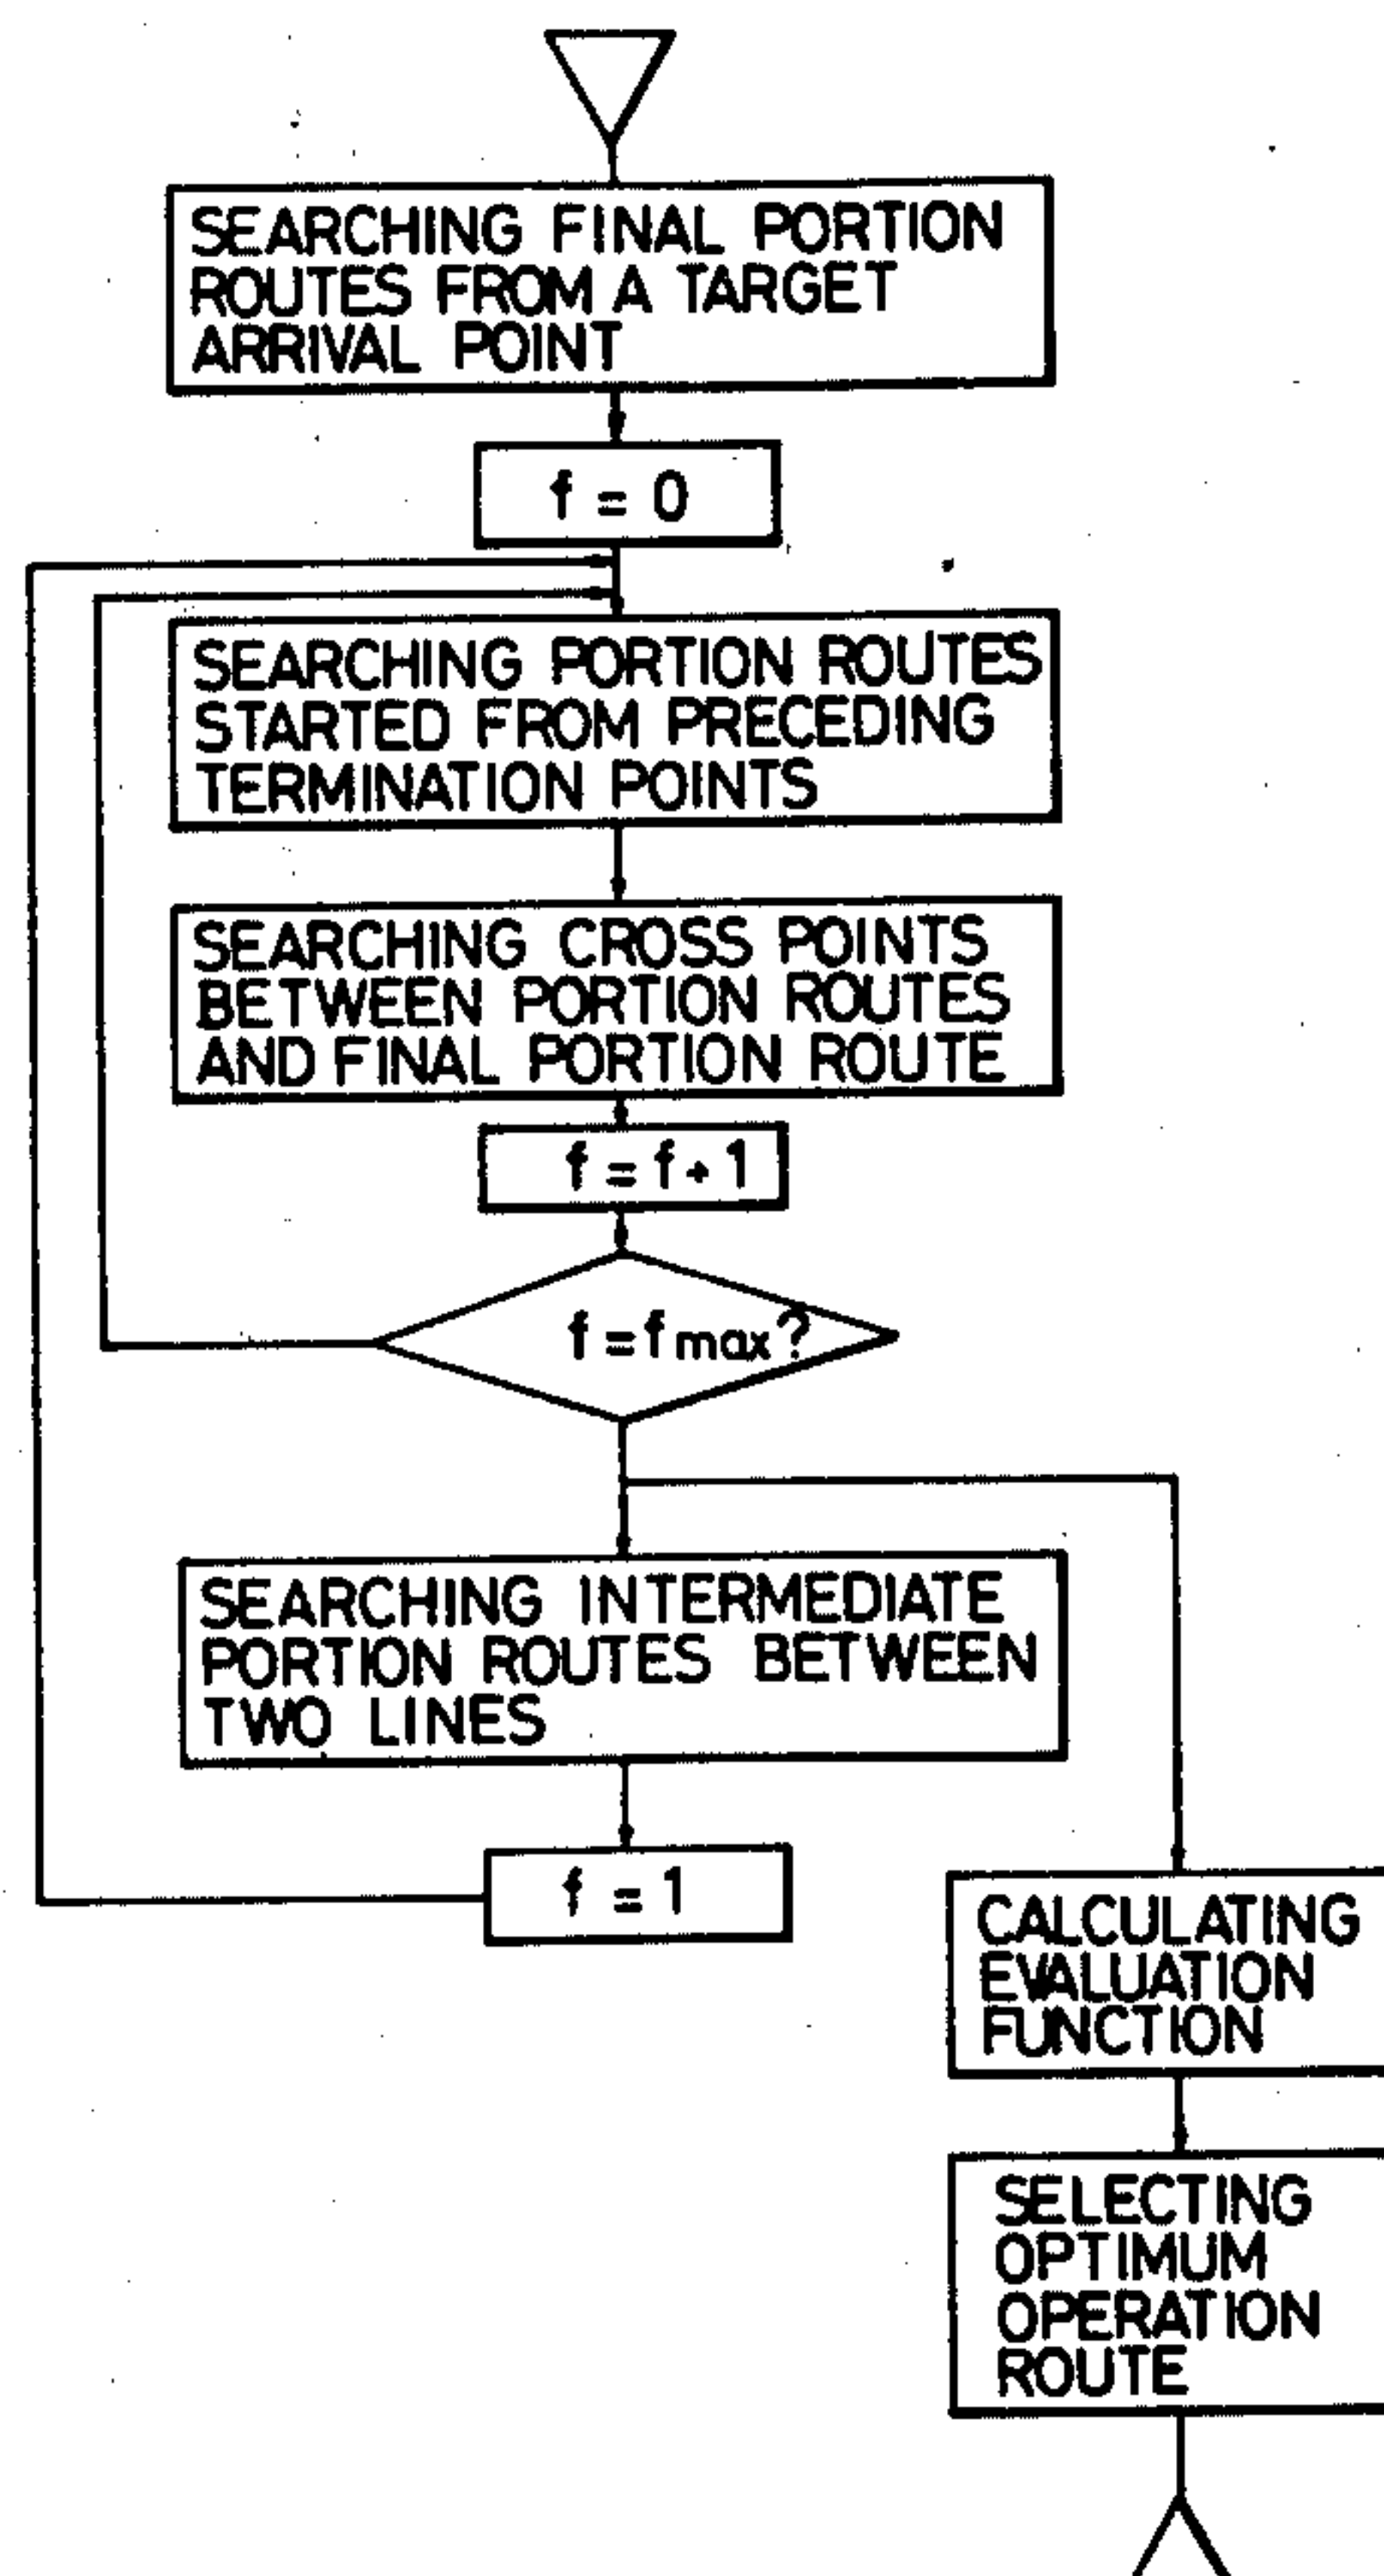 SEARCHING FINAL PORTION
ROUTES FROM A TARGET
ARRIVAL POINT
f = 0
SEARCHING PORTION ROUTES
STARTED FROM PRECEDING
TERMINATION POINTS
SEARCHING CROSS POINTS
BETWEEN PORTION ROUTES
AND FINAL PORTION ROUTE
f = f + 1
f = fmax?
SEARCHING INTERMEDIATE
PORTION ROUTES BETWEEN
TWO LINES
f = 1
CALCULATING
EVALUATION
FUNCTION
SELECTING
OPTIMUM
OPERATION
ROUTE